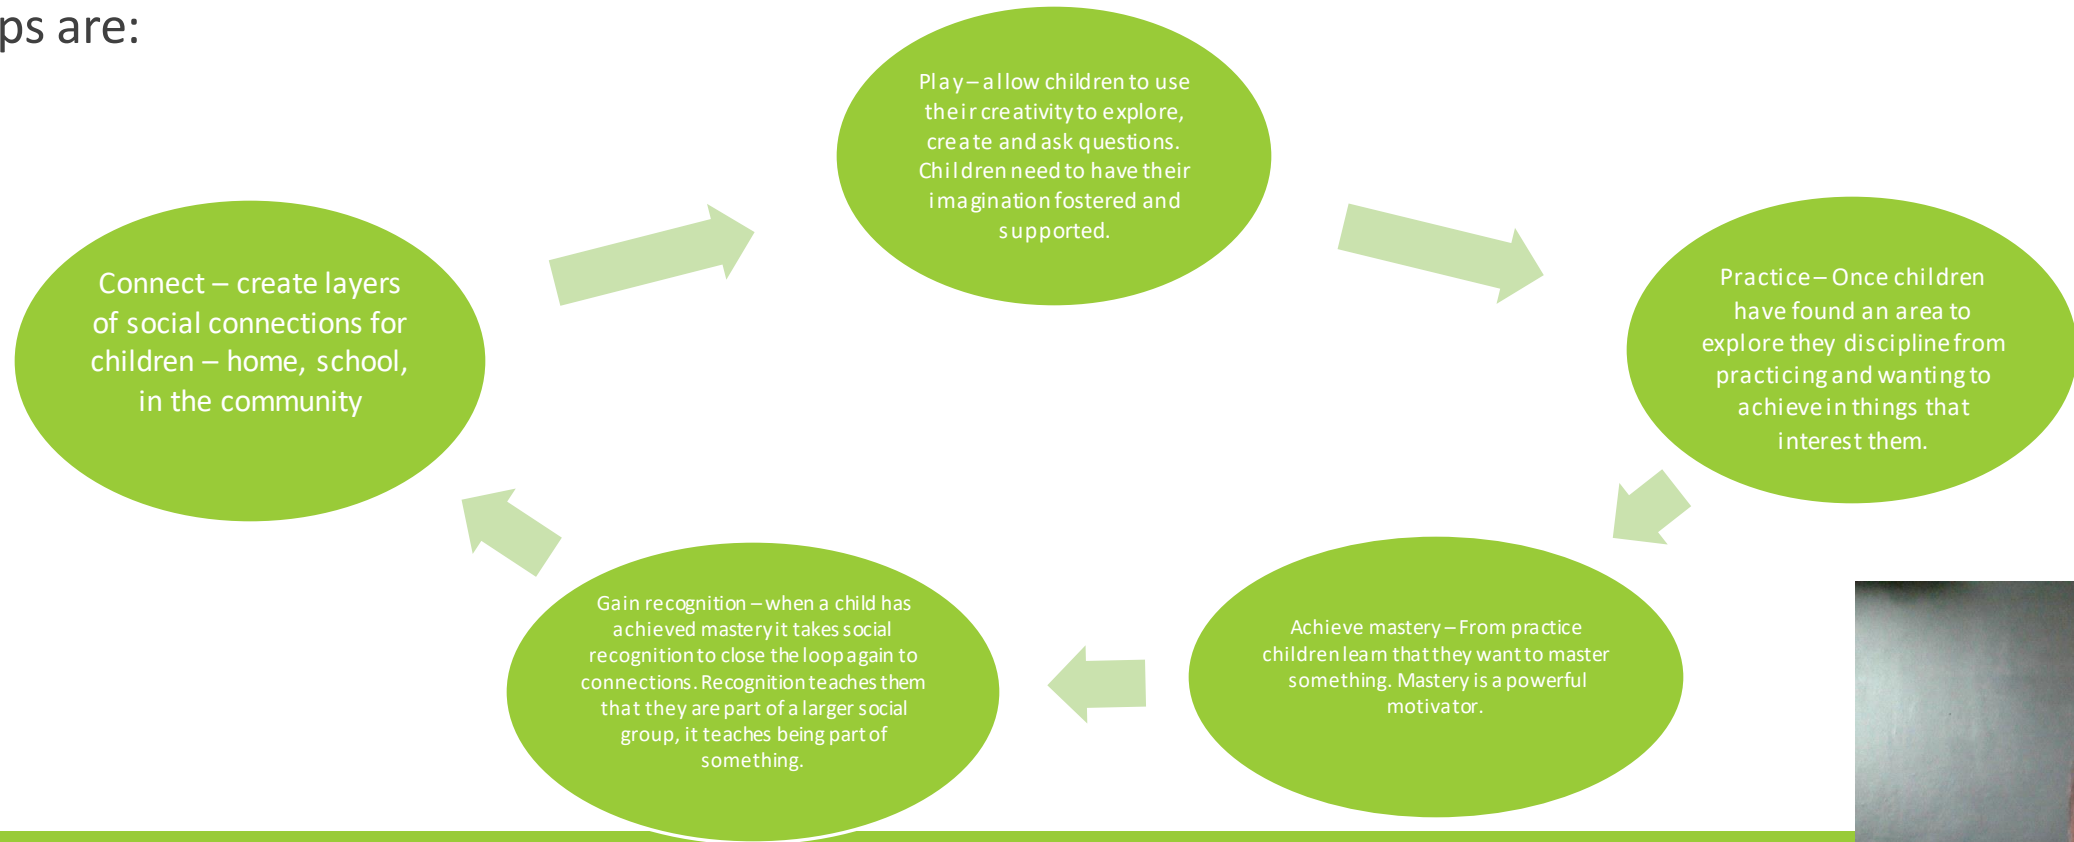 ps are:
Connect – create layers
of social connections for
children – home, school,
in the community
Play – allow children to use
their creativity to explore,
create and ask questions.
Children need to have their
imagination fostered and
supported.
Practice – Once children
have found an area to
explore they discipline from
practicing and wanting to
achieve in things that
interest them.
Achieve mastery – From practice
children learn that they want to master
something. Mastery is a powerful
motivator.
Gain recognition – when a child has
achieved mastery it takes social
recognition to close the loop again to
connections. Recognition teaches them
that they are part of a larger social
group, it teaches being part of
something.